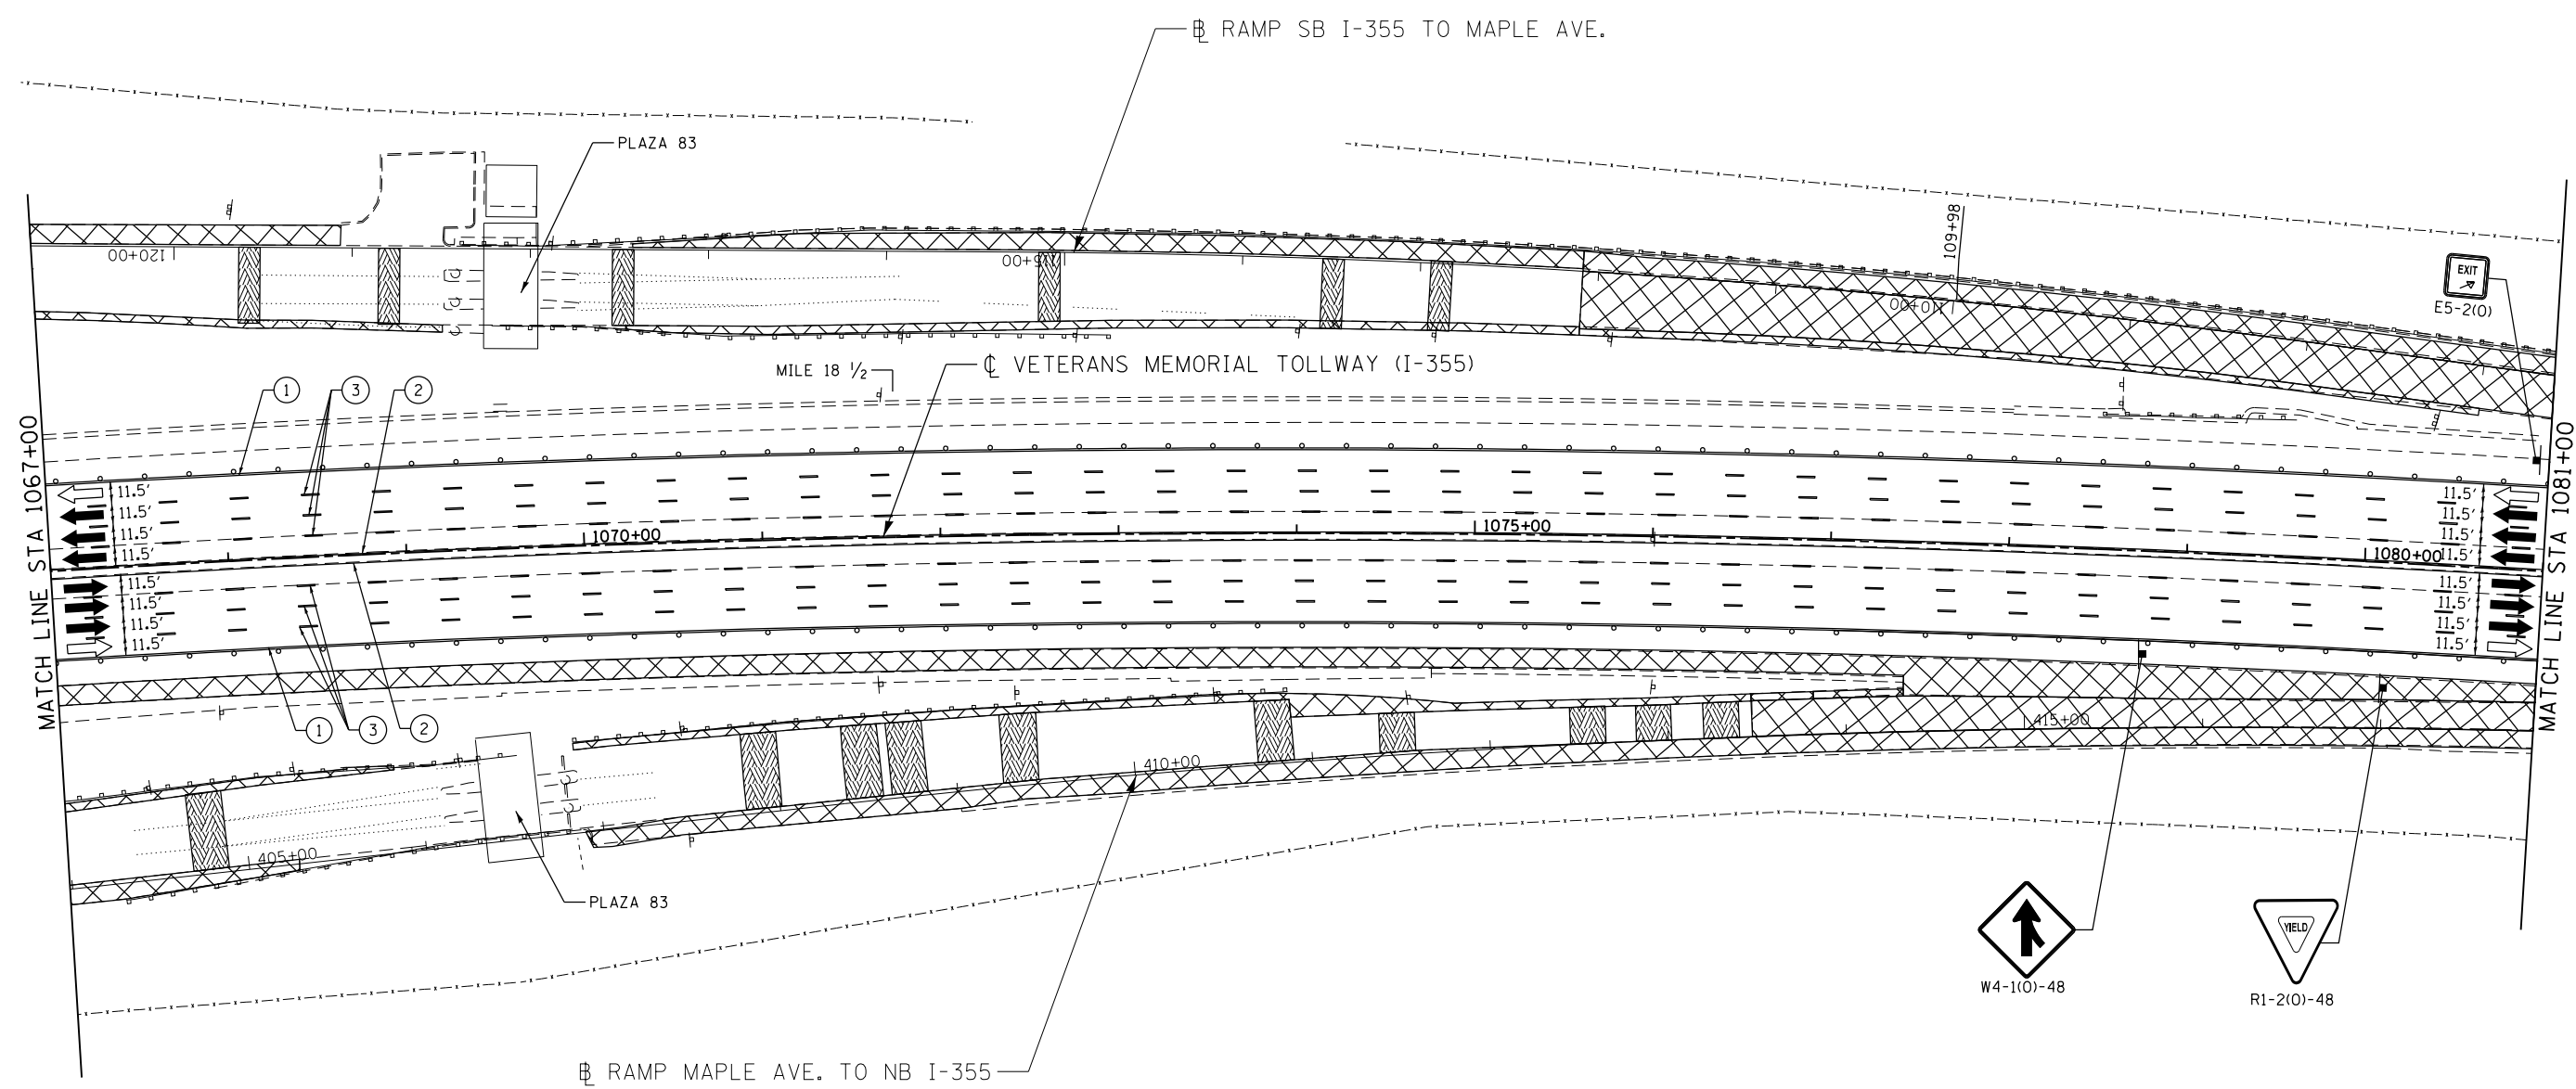 ℄ RAMP SB I-355 TO MAPLE AVE.
PLAZA 83
109+98
EXIT
E5-2(O)
120+00
115+00
110+00
MILE 18 ½
℄ VETERANS MEMORIAL TOLLWAY (I-355)
1
3
2
MATCH LINE STA 1067+00
MATCH LINE STA 1081+00
11.5'
11.5'
11.5'
11.5'
11.5'
11.5'
11.5'
11.5'
1070+00
1075+00
1080+00
11.5'
11.5'
11.5'
11.5'
11.5'
11.5'
11.5'
11.5'
1
3
2
415+00
410+00
405+00
PLAZA 83
YIELD
W4-1(O)-48
R1-2(O)-48
℄ RAMP MAPLE AVE. TO NB I-355